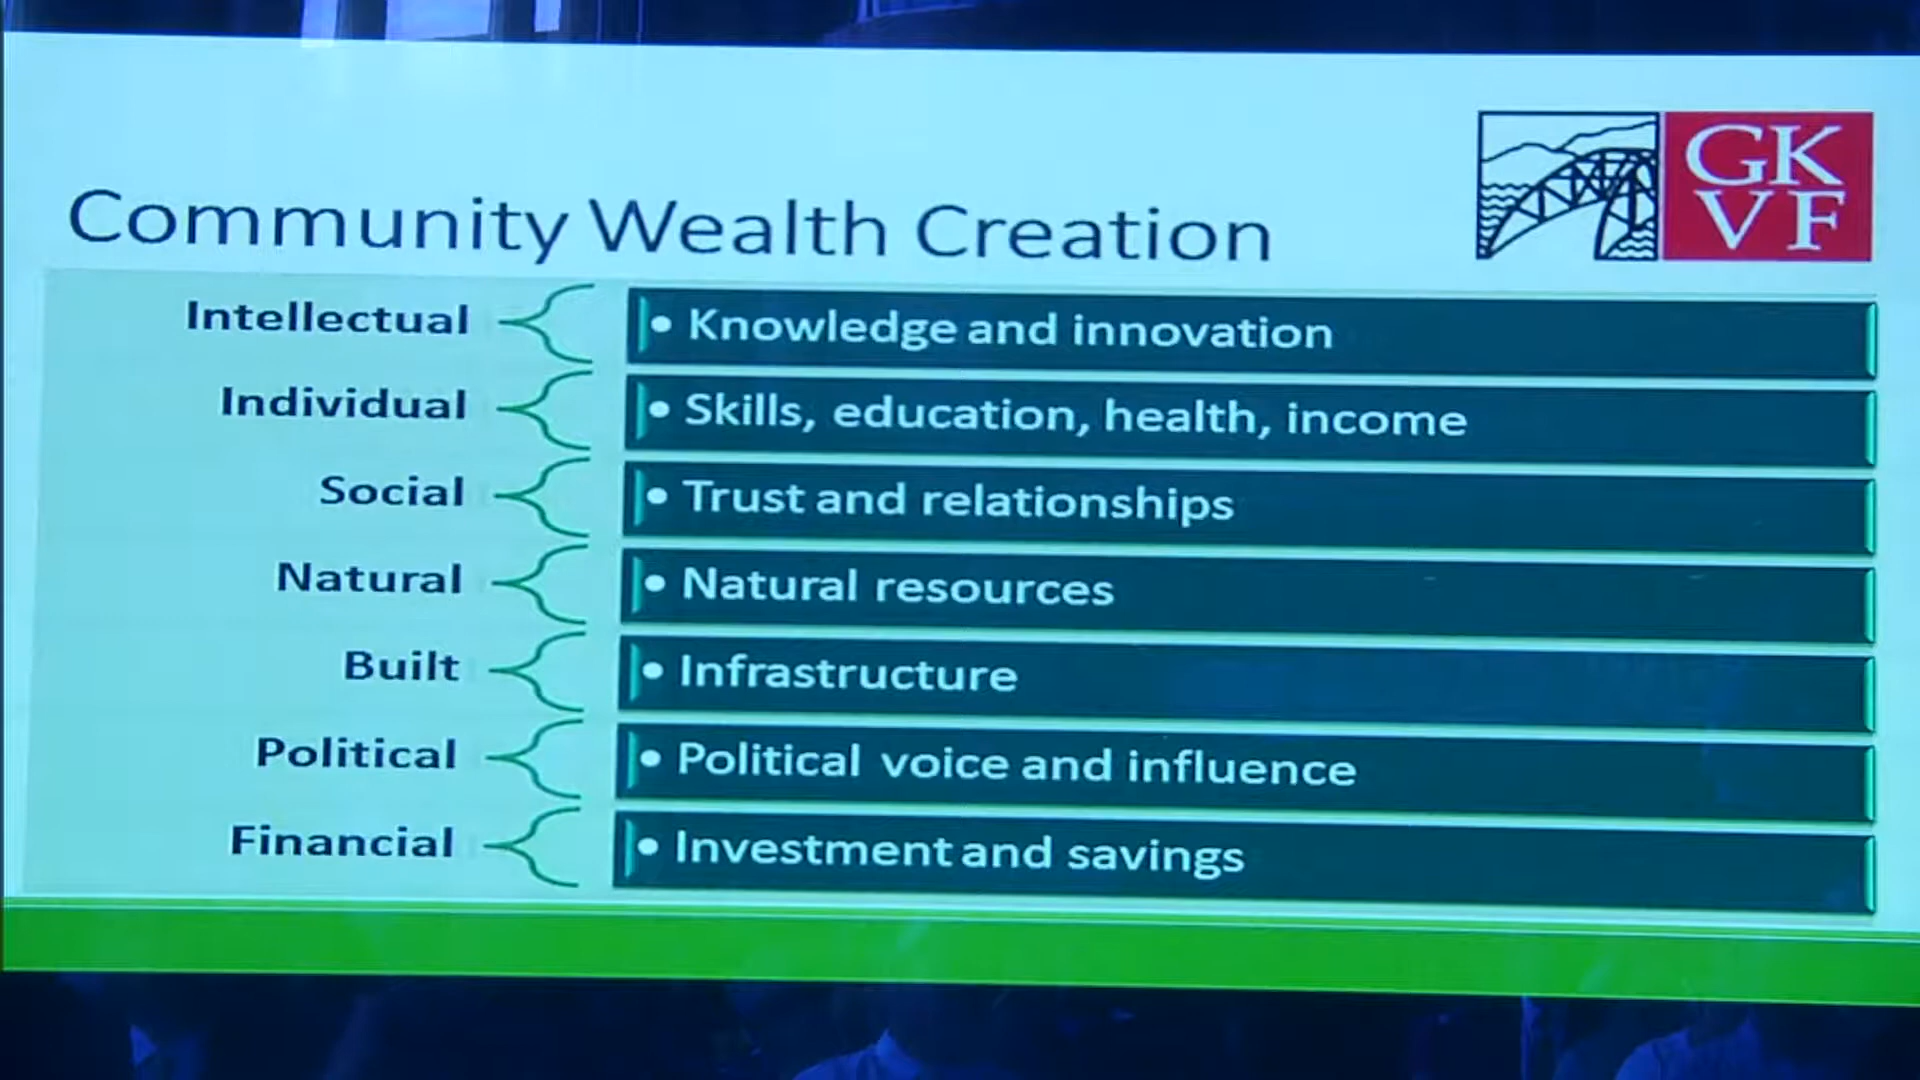 GK
VF
Community Wealth Creation
Intellectual
• Knowledge and innovation
Individual
• Skills, education, health, income
Social
• Trust and relationships
Natural
• Natural resources
Built
• Infrastructure
Political
• Political voice and influence
Financial
• Investment and savings